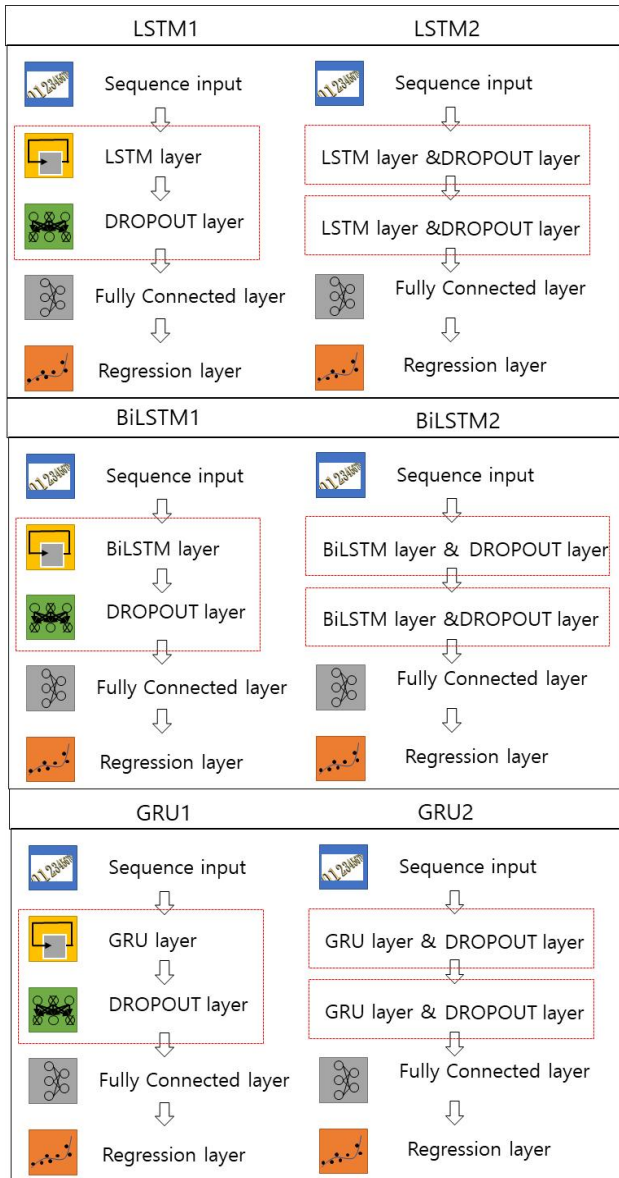 LSTM1
LSTM2
Sequence input
LSTM layer
DROPOUT layer
Fully Connected layer
Regression layer
Sequence input
LSTM layer &DROPOUT layer
LSTM layer &DROPOUT layer
Fully Connected layer
Regression layer
BiLSTM1
BiLSTM2
Sequence input
BiLSTM layer
DROPOUT layer
Fully Connected layer
Regression layer
Sequence input
BiLSTM layer & DROPOUT layer
BiLSTM layer &DROPOUT layer
Fully Connected layer
Regression layer
GRU1
GRU2
Sequence input
GRU layer
DROPOUT layer
Fully Connected layer
Regression layer
Sequence input
GRU layer & DROPOUT layer
GRU layer & DROPOUT layer
Fully Connected layer
Regression layer